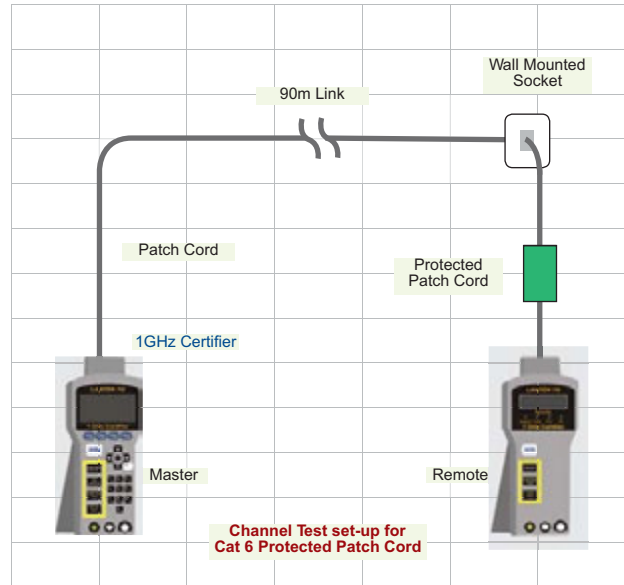 Wall Mounted
Socket
90m Link
Patch Cord
Protected
Patch Cord
1GHz Certifier
Master
Remote
Channel Test set-up for
Cat 6 Protected Patch Cord